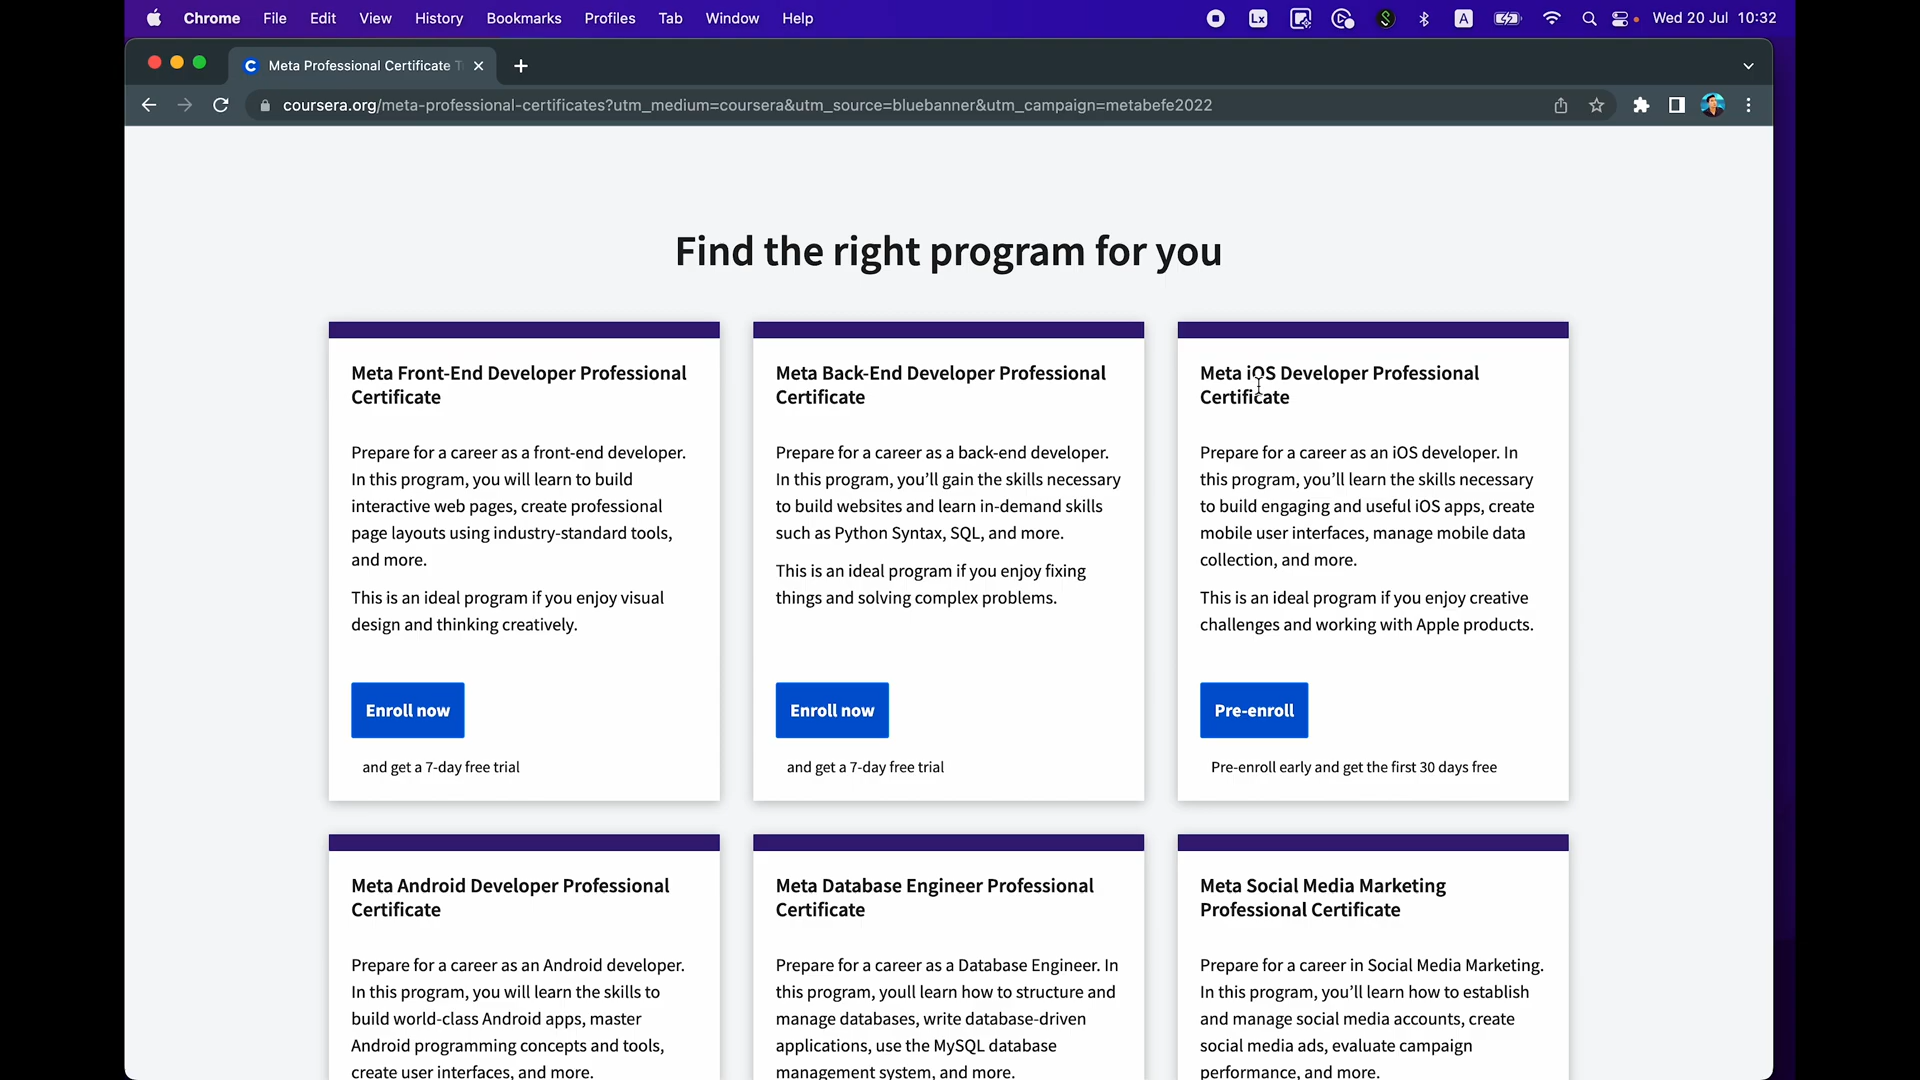 Chrome File Edit View History Bookmarks Profiles Tab Window Help
Lx A Wed 20 Jul 10:32
Meta Professional Certificate
coursera.org/meta-professional-certificates?utm_medium=coursera&utm_source=bluebanner&utm_campaign=metabefe2022
Find the right program for you
Meta Front-End Developer Professional
Certificate
Prepare for a career as a front-end developer.
In this program, you will learn to build
interactive web pages, create professional
page layouts using industry-standard tools,
and more.
This is an ideal program if you enjoy visual
design and thinking creatively.
Enroll now
and get a 7-day free trial
Meta Back-End Developer Professional
Certificate
Prepare for a career as a back-end developer.
In this program, you’ll gain the skills necessary
to build websites and learn in-demand skills
such as Python Syntax, SQL, and more.
This is an ideal program if you enjoy fixing
things and solving complex problems.
Enroll now
and get a 7-day free trial
Meta iOS Developer Professional
Certificate
Prepare for a career as an iOS developer. In
this program, you’ll learn the skills necessary
to build engaging and useful iOS apps, create
mobile user interfaces, manage mobile data
collection, and more.
This is an ideal program if you enjoy creative
challenges and working with Apple products.
Pre-enroll
Pre-enroll early and get the first 30 days free
Meta Android Developer Professional
Certificate
Prepare for a career as an Android developer.
In this program, you will learn the skills to
build world-class Android apps, master
Android programming concepts and tools,
create user interfaces, and more.
Meta Database Engineer Professional
Certificate
Prepare for a career as a Database Engineer. In
this program, youll learn how to structure and
manage databases, write database-driven
applications, use the MySQL database
management system, and more.
Meta Social Media Marketing
Professional Certificate
Prepare for a career in Social Media Marketing.
In this program, you’ll learn how to establish
and manage social media accounts, create
social media ads, evaluate campaign
performance, and more.